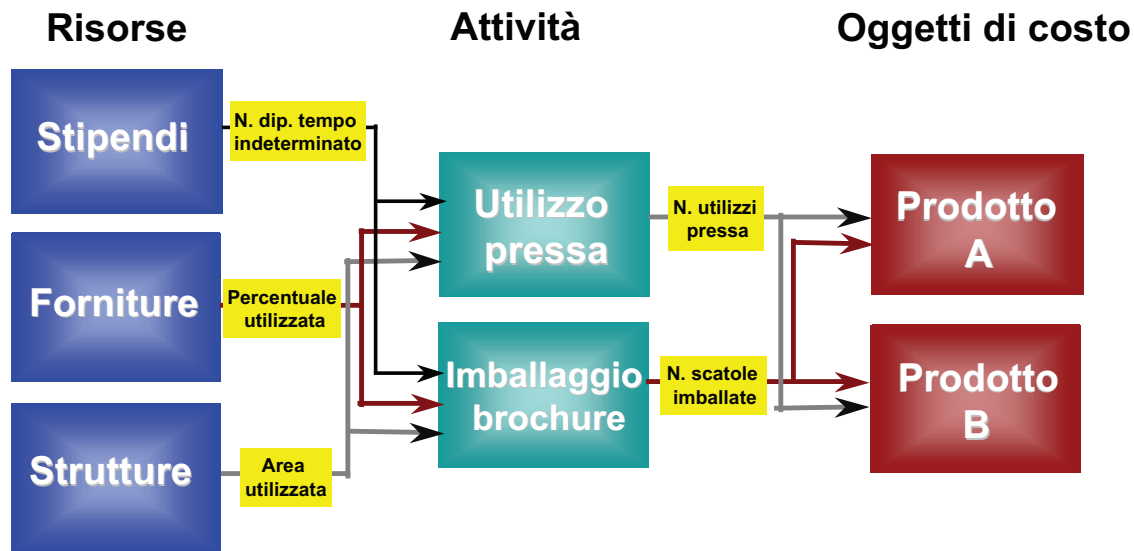 Risorse
Attività
Oggetti di costo
Stipendi
N. dip. tempo
indeterminato
Forniture
Percentuale
utilizzata
Strutture
Area
utilizzata
Utilizzo
pressa
N. utilizzi
pressa
Imballaggio
brochure
N. scatole
imballate
Prodotto
A
Prodotto
B